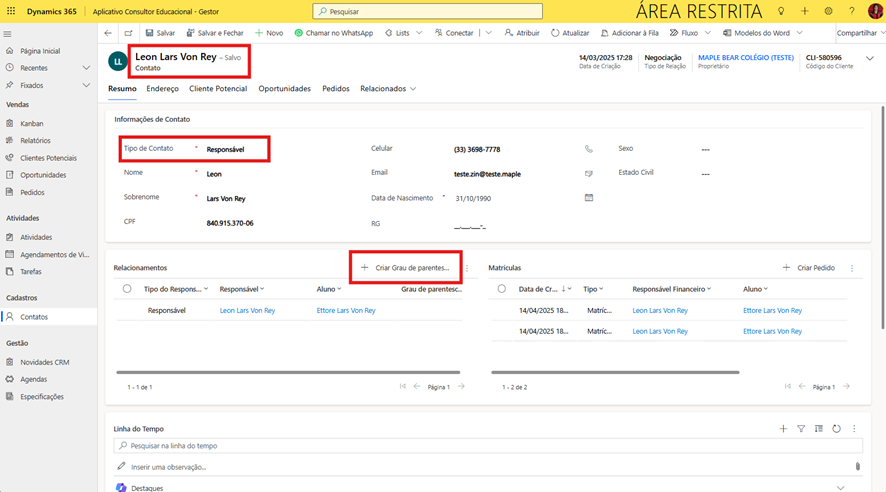 Dynamics 365 Aplicativo Consultor Educacional - Gestor Pesquisar ÁREA RESTRITA
Salvar Salvar e Fechar Novo Chamar no WhatsApp Lists Conectar Atribuir Atualizar Adicionar à Fila Fluxo Modelos do Word Compartilhar
Página Inicial
Recentes
Fixados
Vendas
Kanban
Relatórios
Clientes Potenciais
Oportunidades
Pedidos
Atividades
Atividades
Agendamentos de Vi...
Tarefas
Cadastros
Contatos
Gestão
Novidades CRM
Agendas
Especificações
LL
Leon Lars Von Rey - Salvo
Contato
14/03/2025 17:28
Data de Criação
Negociação
Tipo de Relação
MAPLE BEAR COLÉGIO (TESTE)
Proprietário
CLI-580596
Código do Cliente
Resumo Endereço Cliente Potencial Oportunidades Pedidos Relacionados
Informações de Contato
Tipo de Contato * Responsável
Nome * Leon
Sobrenome * Lars Von Rey
CPF 840.915.370-06
Celular (33) 3698-7778
Email teste.zin@teste.maple
Data de Nascimento * 31/10/1990
RG __.___.___-_
Sexo ---
Estado Civil ---
Relacionamentos + Criar Grau de parentes...
Tipo do Respons... Responsável Aluno Grau de parentesc...
Responsável Leon Lars Von Rey Ettore Lars Von Rey
1 - 1 de 1 Página 1
Matrículas + Criar Pedido
Data de Cr... Tipo Responsável Financeiro Aluno
14/04/2025 18... Matríc... Leon Lars Von Rey Ettore Lars Von Rey
14/04/2025 18... Matríc... Leon Lars Von Rey Ettore Lars Von Rey
1 - 2 de 2 Página 1
Linha do Tempo
Pesquisar na linha do tempo
Inserir uma observação...
Destaques